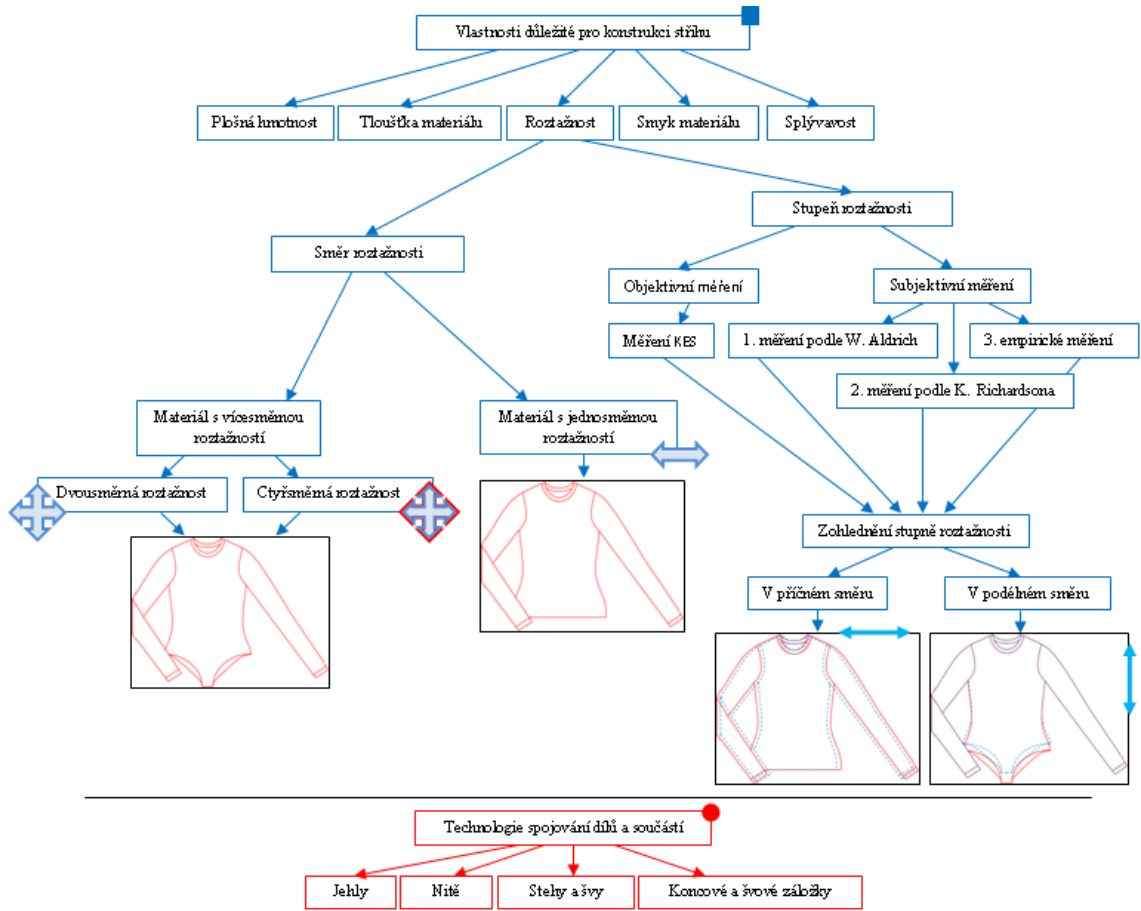 Vlastnosti důležité pro konstrukci střihu
Plošná hmotnost
Tloušťka materiálu
Roztažnost
Smyk materiálu
Splývavost
Stupeň roztažnosti
Směr roztažnosti
Objektivní měření
Subjektivní měření
Měření KES
1. měření podle W. Aldrich
3. empirické měření
2. měření podle K. Richardsona
Materiál s vícesměrnou
roztažností
Materiál s jednosměrnou
roztažností
Dvousměrná roztažnost
Ctyřsměrná roztažnost
Zohlednění stupně roztažnosti
V příčném směru
V podélném směru
Technologie spojování dílů a součástí
Jehly
Nitě
Stehy a švy
Koncové a švové záložky